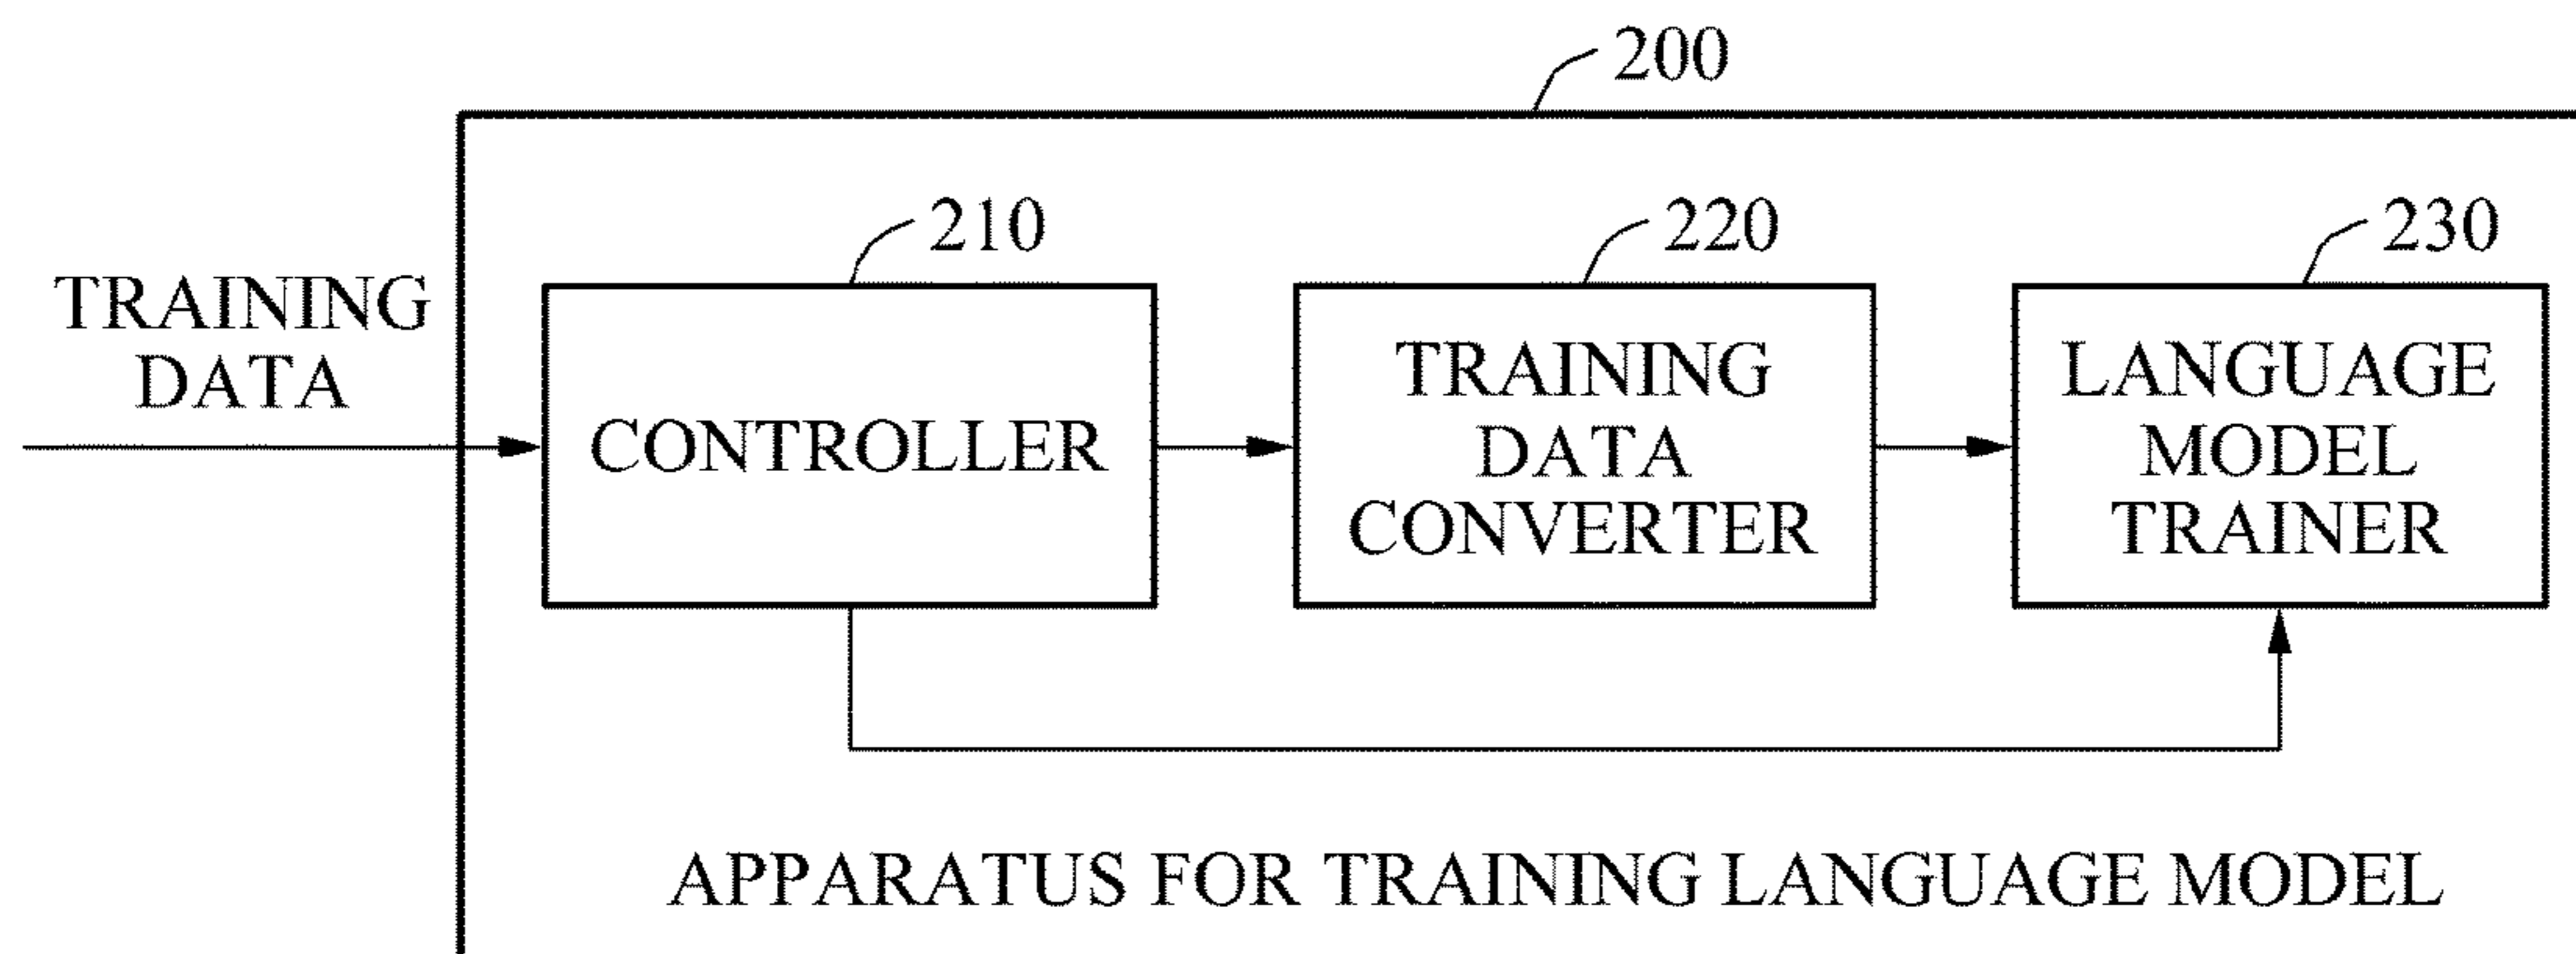 200
210
220
230
TRAINING
DATA
CONTROLLER
TRAINING
DATA
CONVERTER
LANGUAGE
MODEL
TRAINER
APPARATUS FOR TRAINING LANGUAGE MODEL